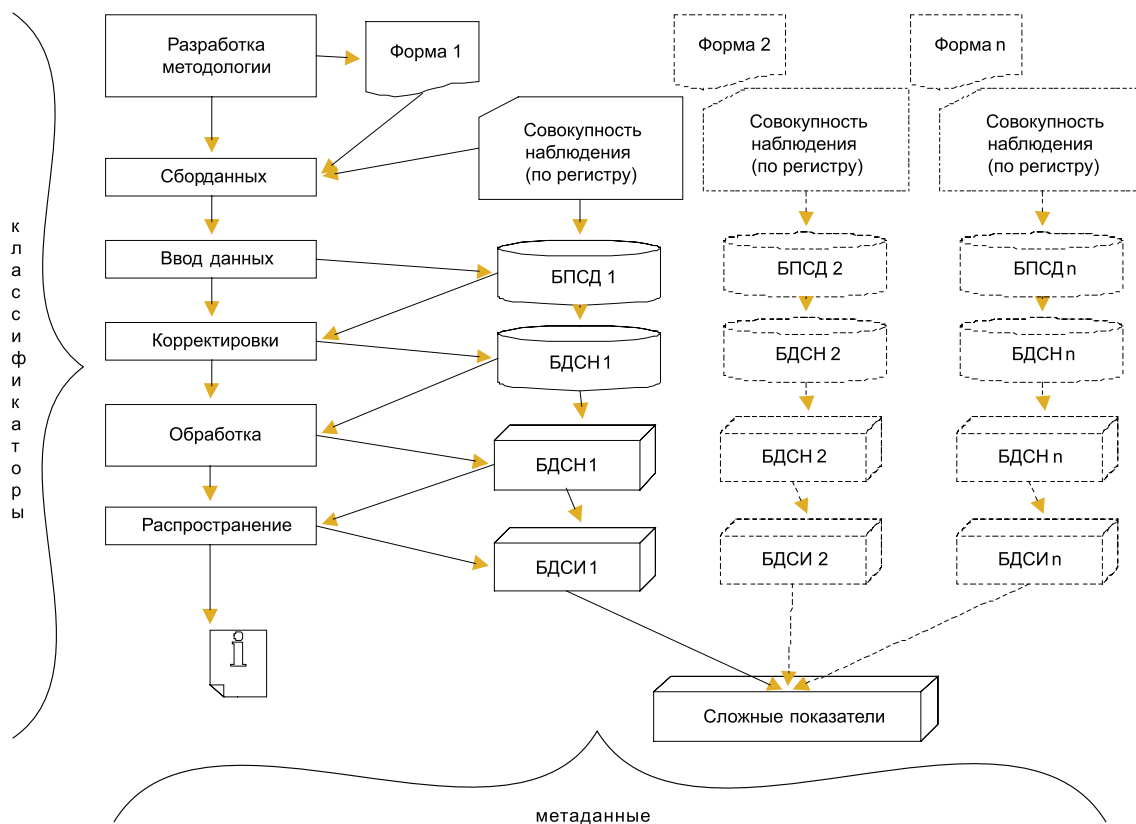 Разработка
методологии
Форма 1
Форма 2
Форма n
Совокупность
наблюдения
(по регистру)
Совокупность
наблюдения
(по регистру)
Совокупность
наблюдения
(по регистру)
Сборданных
Ввод данных
БПСД 1
БПСД 2
БПСД n
Корректировки
БДСН 1
БДСН 2
БДСН n
Обработка
БДСН 1
БДСН 2
БДСН n
Распространение
БДСИ 1
БДСИ 2
БДСИ n
i
Сложные показатели
классификаторы
метаданные